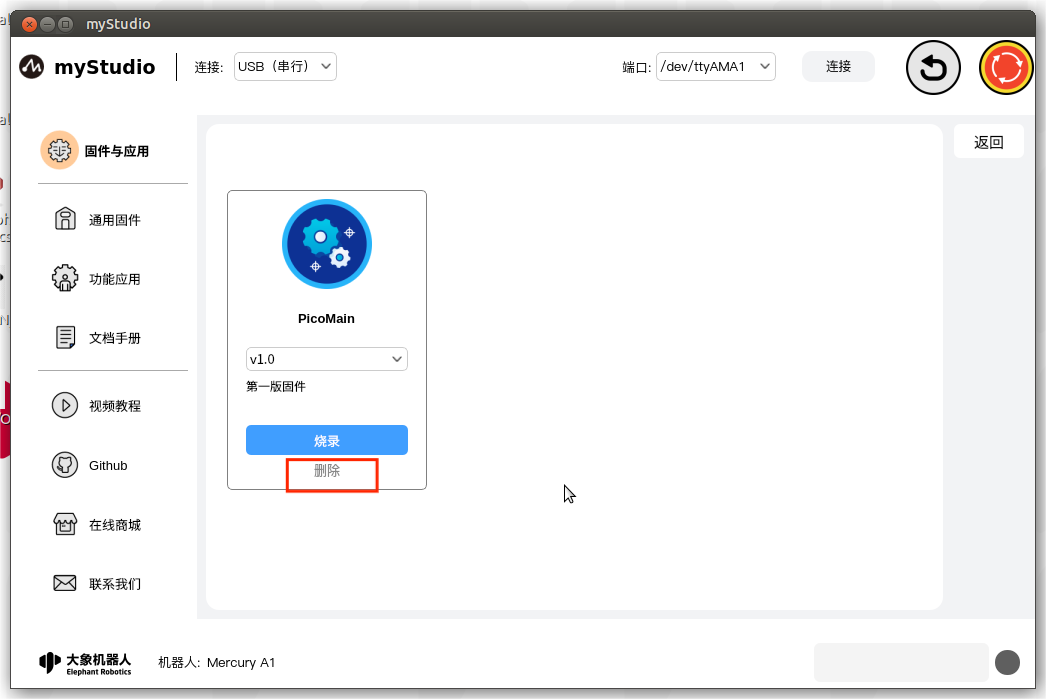 myStudio
myStudio
连接:
USB（串行）
端口:
/dev/ttyAMA1
连接
固件与应用
返回
通用固件
功能应用
文档手册
视频教程
Github
在线商城
联系我们
PicoMain
v1.0
第一版固件
烧录
删除
大象机器人
Elephant Robotics
机器人: Mercury A1